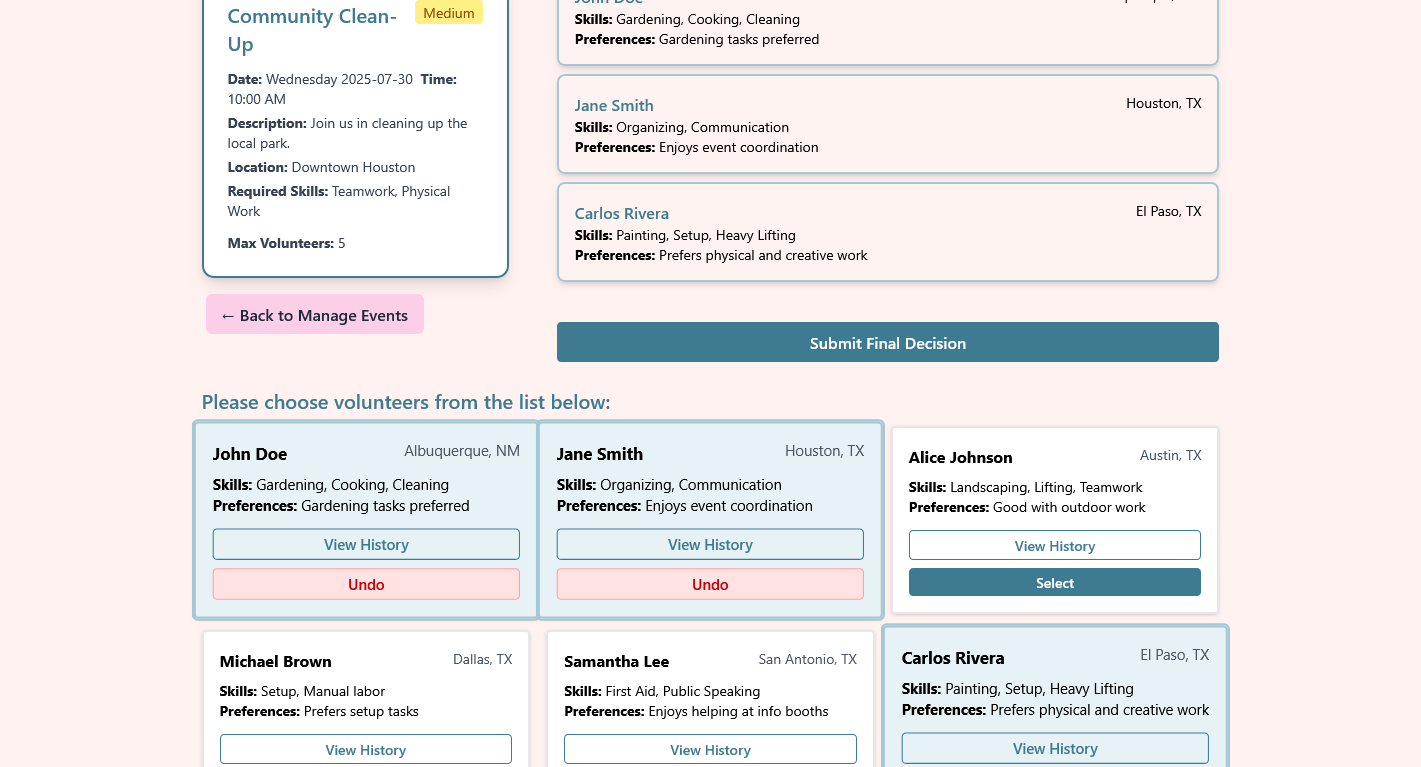 Community Clean-
Up
Medium
Date: Wednesday 2025-07-30 Time:
10:00 AM
Description: Join us in cleaning up the
local park.
Location: Downtown Houston
Required Skills: Teamwork, Physical
Work
Max Volunteers: 5
← Back to Manage Events
John Doe
Skills: Gardening, Cooking, Cleaning
Preferences: Gardening tasks preferred
Jane Smith
Houston, TX
Skills: Organizing, Communication
Preferences: Enjoys event coordination
Carlos Rivera
El Paso, TX
Skills: Painting, Setup, Heavy Lifting
Preferences: Prefers physical and creative work
Submit Final Decision
Please choose volunteers from the list below:
John Doe
Albuquerque, NM
Skills: Gardening, Cooking, Cleaning
Preferences: Gardening tasks preferred
View History
Undo
Jane Smith
Houston, TX
Skills: Organizing, Communication
Preferences: Enjoys event coordination
View History
Undo
Alice Johnson
Austin, TX
Skills: Landscaping, Lifting, Teamwork
Preferences: Good with outdoor work
View History
Select
Michael Brown
Dallas, TX
Skills: Setup, Manual labor
Preferences: Prefers setup tasks
View History
Samantha Lee
San Antonio, TX
Skills: First Aid, Public Speaking
Preferences: Enjoys helping at info booths
View History
Carlos Rivera
El Paso, TX
Skills: Painting, Setup, Heavy Lifting
Preferences: Prefers physical and creative work
View History